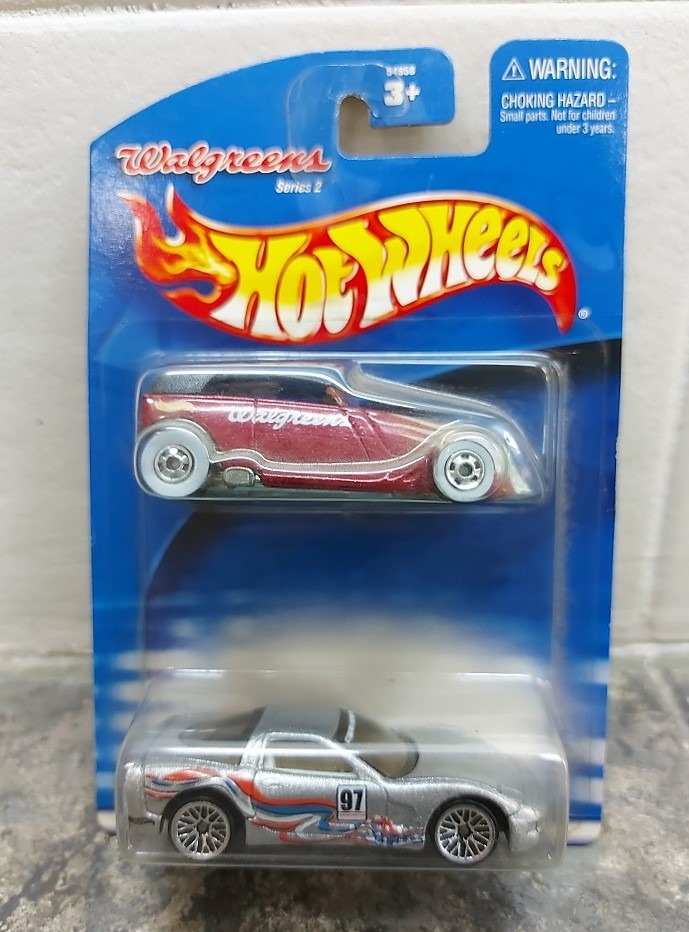 3+
⚠ WARNING:
CHOKING HAZARD –
Small parts. Not for children
under 3 years.
Walgreens
Series 2
HOT WHEELS
®
Walgreens
97